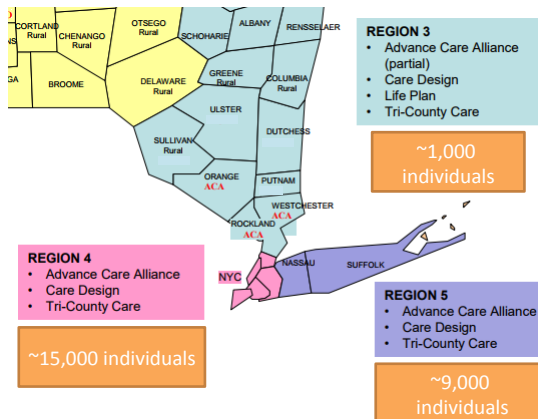 O
CORTLAND
Rural
NS
CHENANGO
Rural
OTSEGO
Rural
SCHOHARIE
ALBANY
RENSSELAER
GA
BROOME
DELAWARE
Rural
GREENE
Rural
COLUMBIA
Rural
ULSTER
DUTCHESS
SULLIVAN
Rural
ORANGE
ACA
PUTNAM
WESTCHESTER
ACA
ROCKLAND
ACA
NYC
NASSAU
SUFFOLK
REGION 3
• Advance Care Alliance
(partial)
• Care Design
• Life Plan
• Tri-County Care
~1,000
individuals
REGION 4
• Advance Care Alliance
• Care Design
• Tri-County Care
~15,000 individuals
REGION 5
• Advance Care Alliance
• Care Design
• Tri-County Care
~9,000
individuals